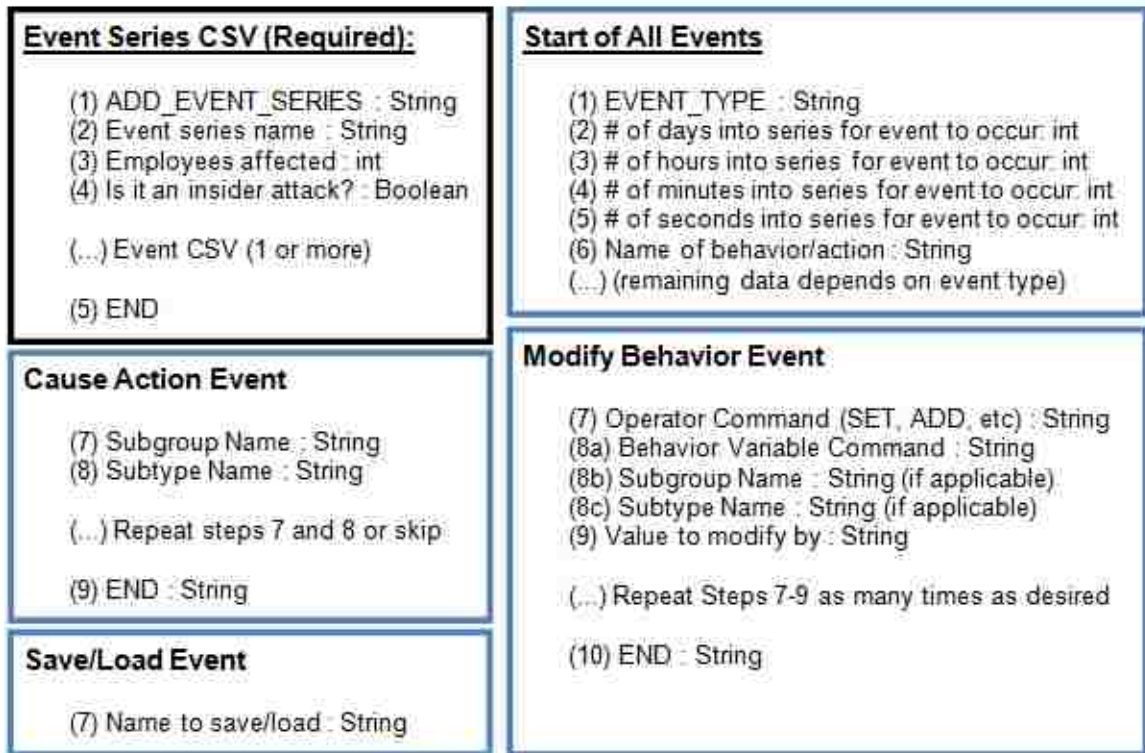 Event Series CSV (Required):
(1) ADD_EVENT_SERIES : String
(2) Event series name : String
(3) Employees affected : int
(4) Is it an insider attack? : Boolean
(...) Event CSV (1 or more)
(5) END
Start of All Events
(1) EVENT_TYPE : String
(2) # of days into series for event to occur: int
(3) # of hours into series for event to occur: int
(4) # of minutes into series for event to occur: int
(5) # of seconds into series for event to occur: int
(6) Name of behavior/action : String
(...) (remaining data depends on event type)
Cause Action Event
(7) Subgroup Name : String
(8) Subtype Name : String
(...) Repeat steps 7 and 8 or skip
(9) END : String
Modify Behavior Event
(7) Operator Command (SET, ADD, etc) : String
(8a) Behavior Variable Command : String
(8b) Subgroup Name : String (if applicable)
(8c) Subtype Name : String (if applicable)
(9) Value to modify by : String
(...) Repeat Steps 7-9 as many times as desired
(10) END : String
Save/Load Event
(7) Name to save/load : String